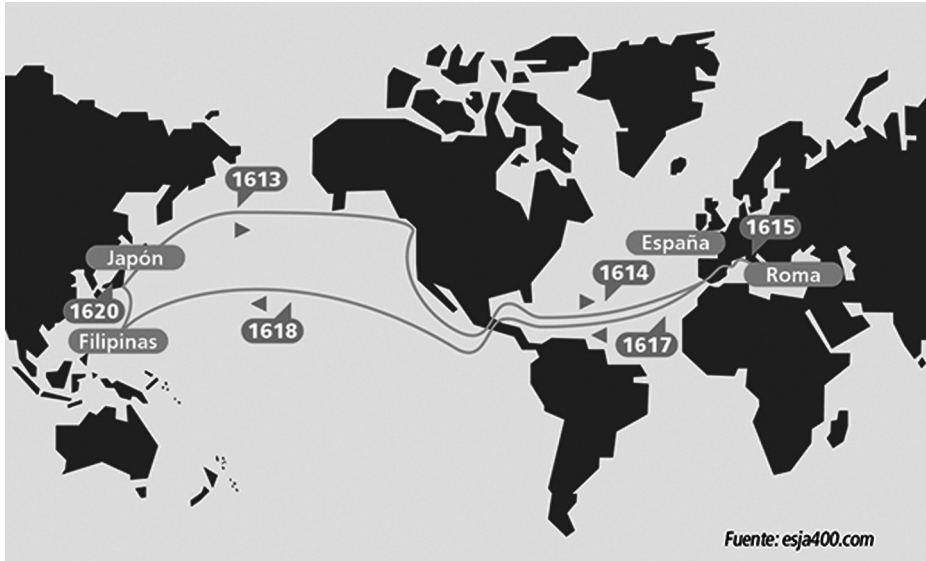 1613
España
1615
Japón
1614
Roma
1620
1618
1617
Filipinas
Fuente: esja400.com